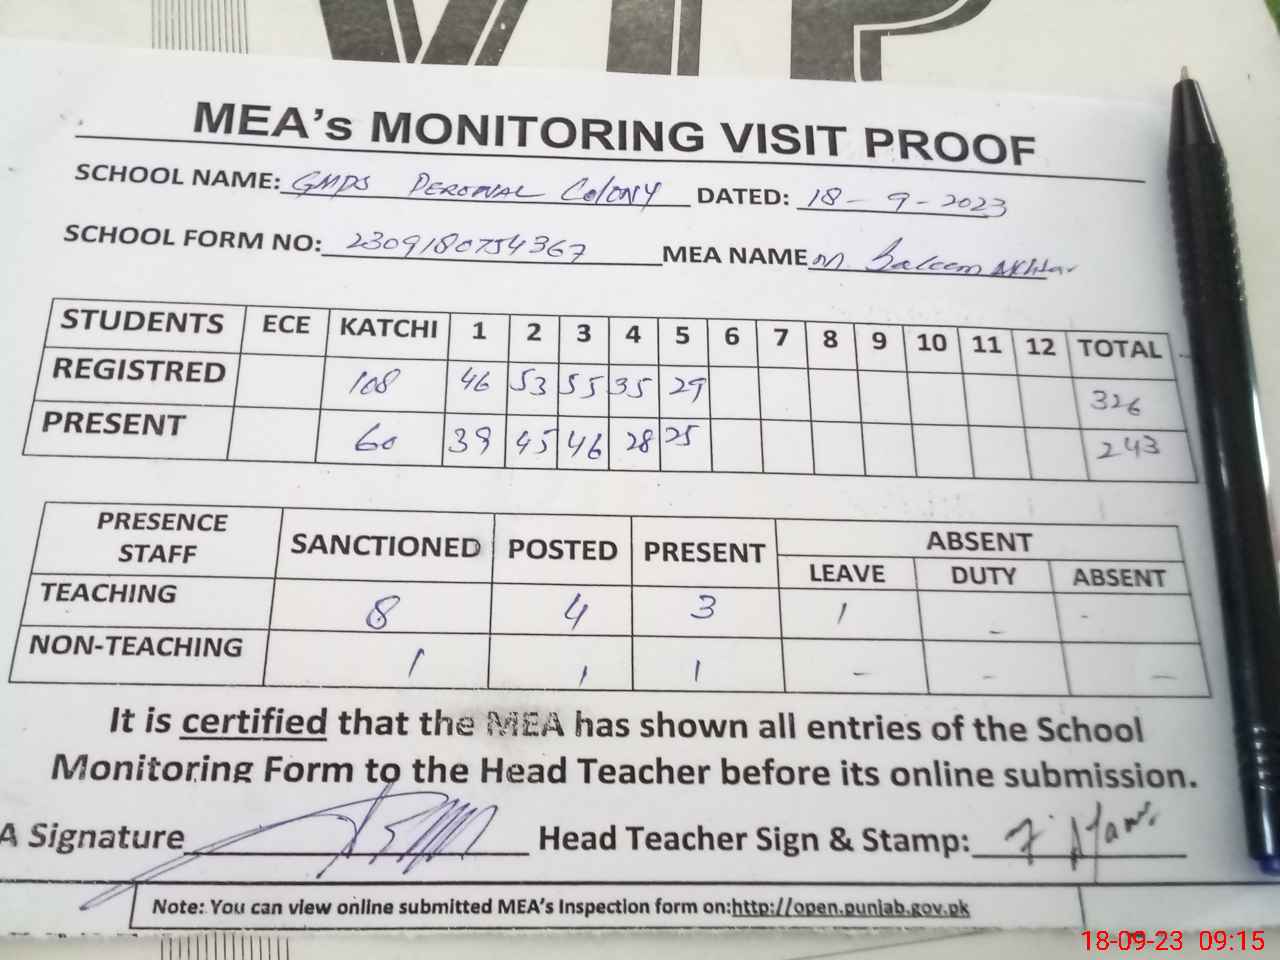 VIP
MEA's MONITORING VISIT PROOF
SCHOOL NAME: GMPS PEROWAL COLONY DATED: 18-9-2023
SCHOOL FORM NO: 2309180754367 MEA NAME M. Saleem Akhtar
STUDENTS ECE KATCHI 1 2 3 4 5 6 7 8 9 10 11 12 TOTAL
REGISTRED 108 46 53 55 35 29 326
PRESENT 60 39 45 46 28 25 243
PRESENCE STAFF SANCTIONED POSTED PRESENT ABSENT
LEAVE DUTY ABSENT
TEACHING 8 4 3 1 - -
NON-TEACHING 1 1 1 - - -
It is certified that the MEA has shown all entries of the School
Monitoring Form to the Head Teacher before its online submission.
A Signature Head Teacher Sign & Stamp:
Note: You can view online submitted MEA's Inspection form on:http://open.punjab.gov.pk
18-09-23 09:15